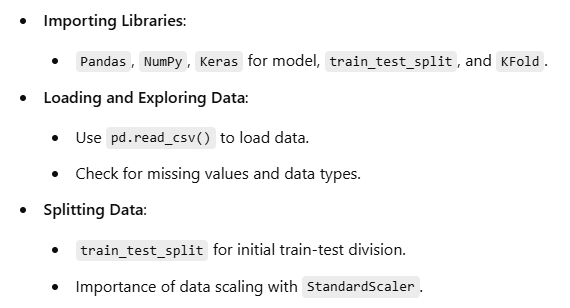 Importing Libraries:
Pandas, NumPy, Keras for model, train_test_split, and KFold.
Loading and Exploring Data:
Use pd.read_csv() to load data.
Check for missing values and data types.
Splitting Data:
train_test_split for initial train-test division.
Importance of data scaling with StandardScaler.